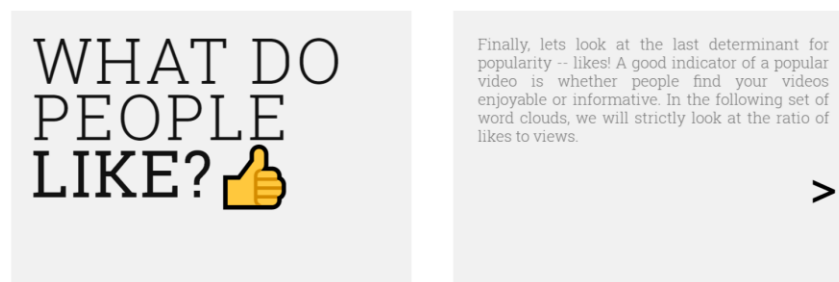 WHAT DO
PEOPLE
LIKE?
Finally, lets look at the last determinant for
popularity -- likes! A good indicator of a popular
video is whether people find your videos
enjoyable or informative. In the following set of
word clouds, we will strictly look at the ratio of
likes to views.
>